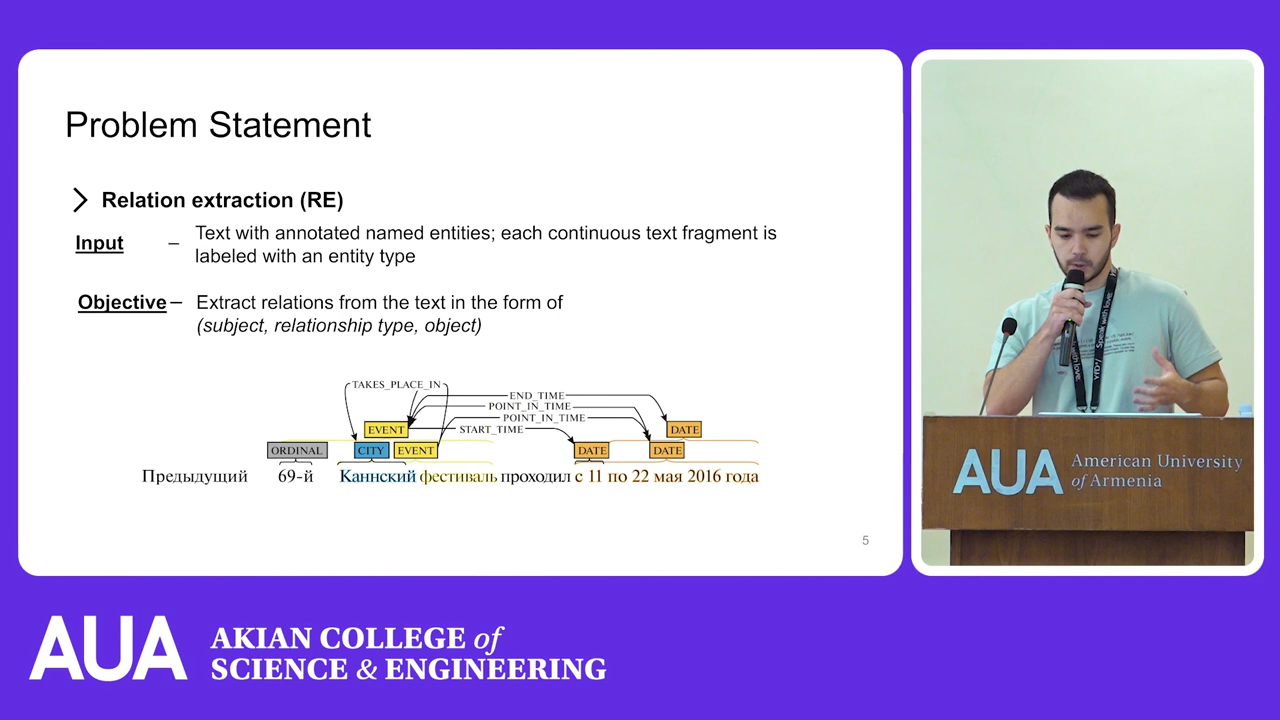 Problem Statement
Relation extraction (RE)
Input – Text with annotated named entities; each continuous text fragment is
labeled with an entity type
Objective – Extract relations from the text in the form of
(subject, relationship type, object)
TAKES_PLACE_IN
END_TIME
POINT_IN_TIME
POINT_IN_TIME
START_TIME
EVENT
DATE
ORDINAL
CITY
EVENT
DATE
DATE
Предыдущий 69-й Каннский фестиваль проходил с 11 по 22 мая 2016 года
5
Speak with love
AUA
American University
of Armenia
AUA
AKIAN COLLEGE of
SCIENCE & ENGINEERING